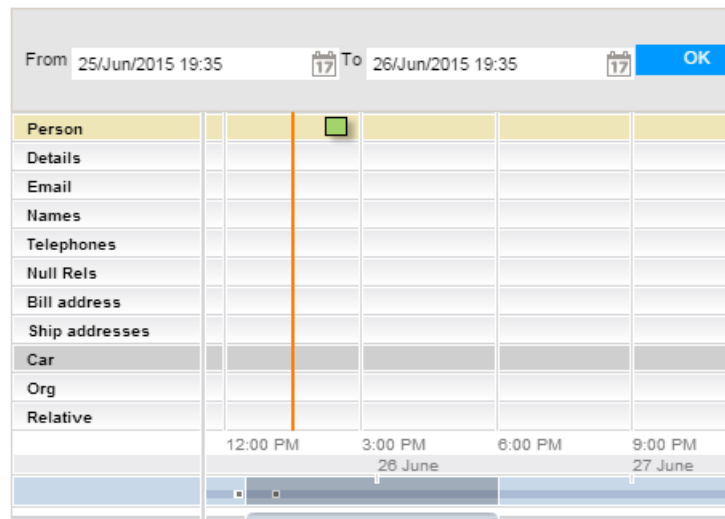 From 25/Jun/2015 19:35 17 To 26/Jun/2015 19:35 17 OK
Person
Details
Email
Names
Telephones
Null Rels
Bill address
Ship addresses
Car
Org
Relative
12:00 PM 3:00 PM 6:00 PM 9:00 PM
26 June 27 June